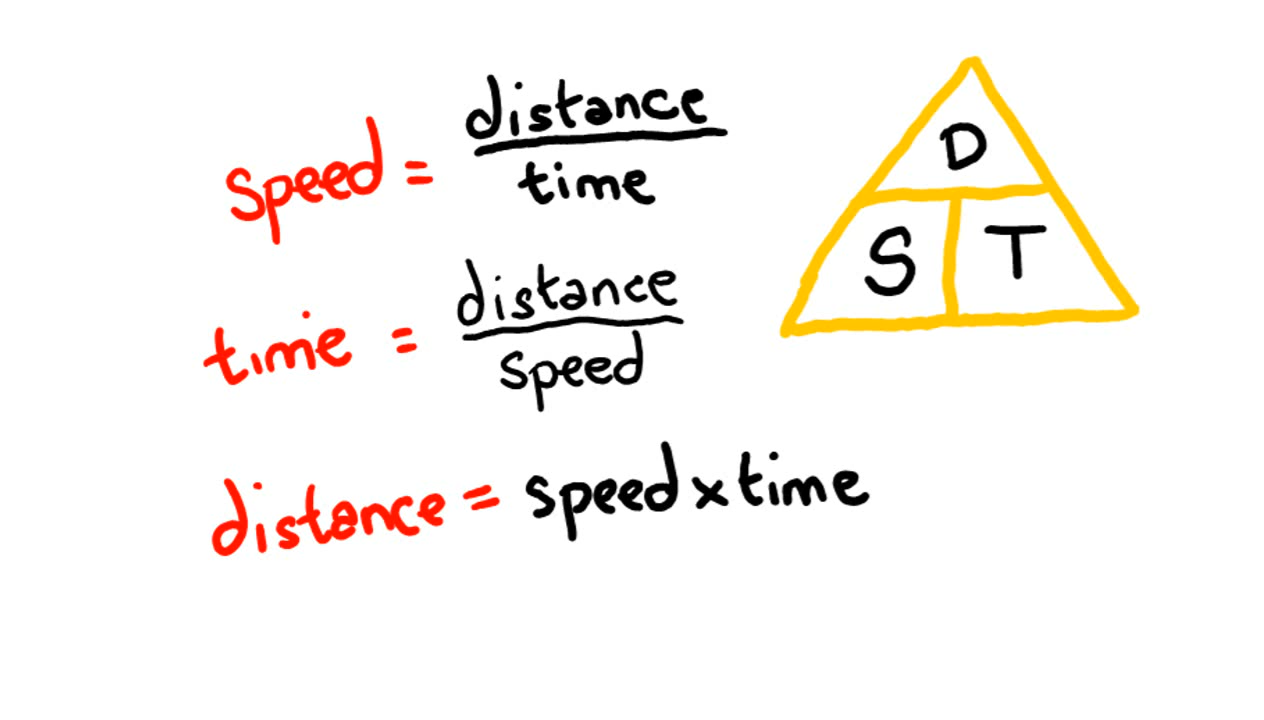 speed = distance / time
time = distance / speed
distance = speed x time
D
S T